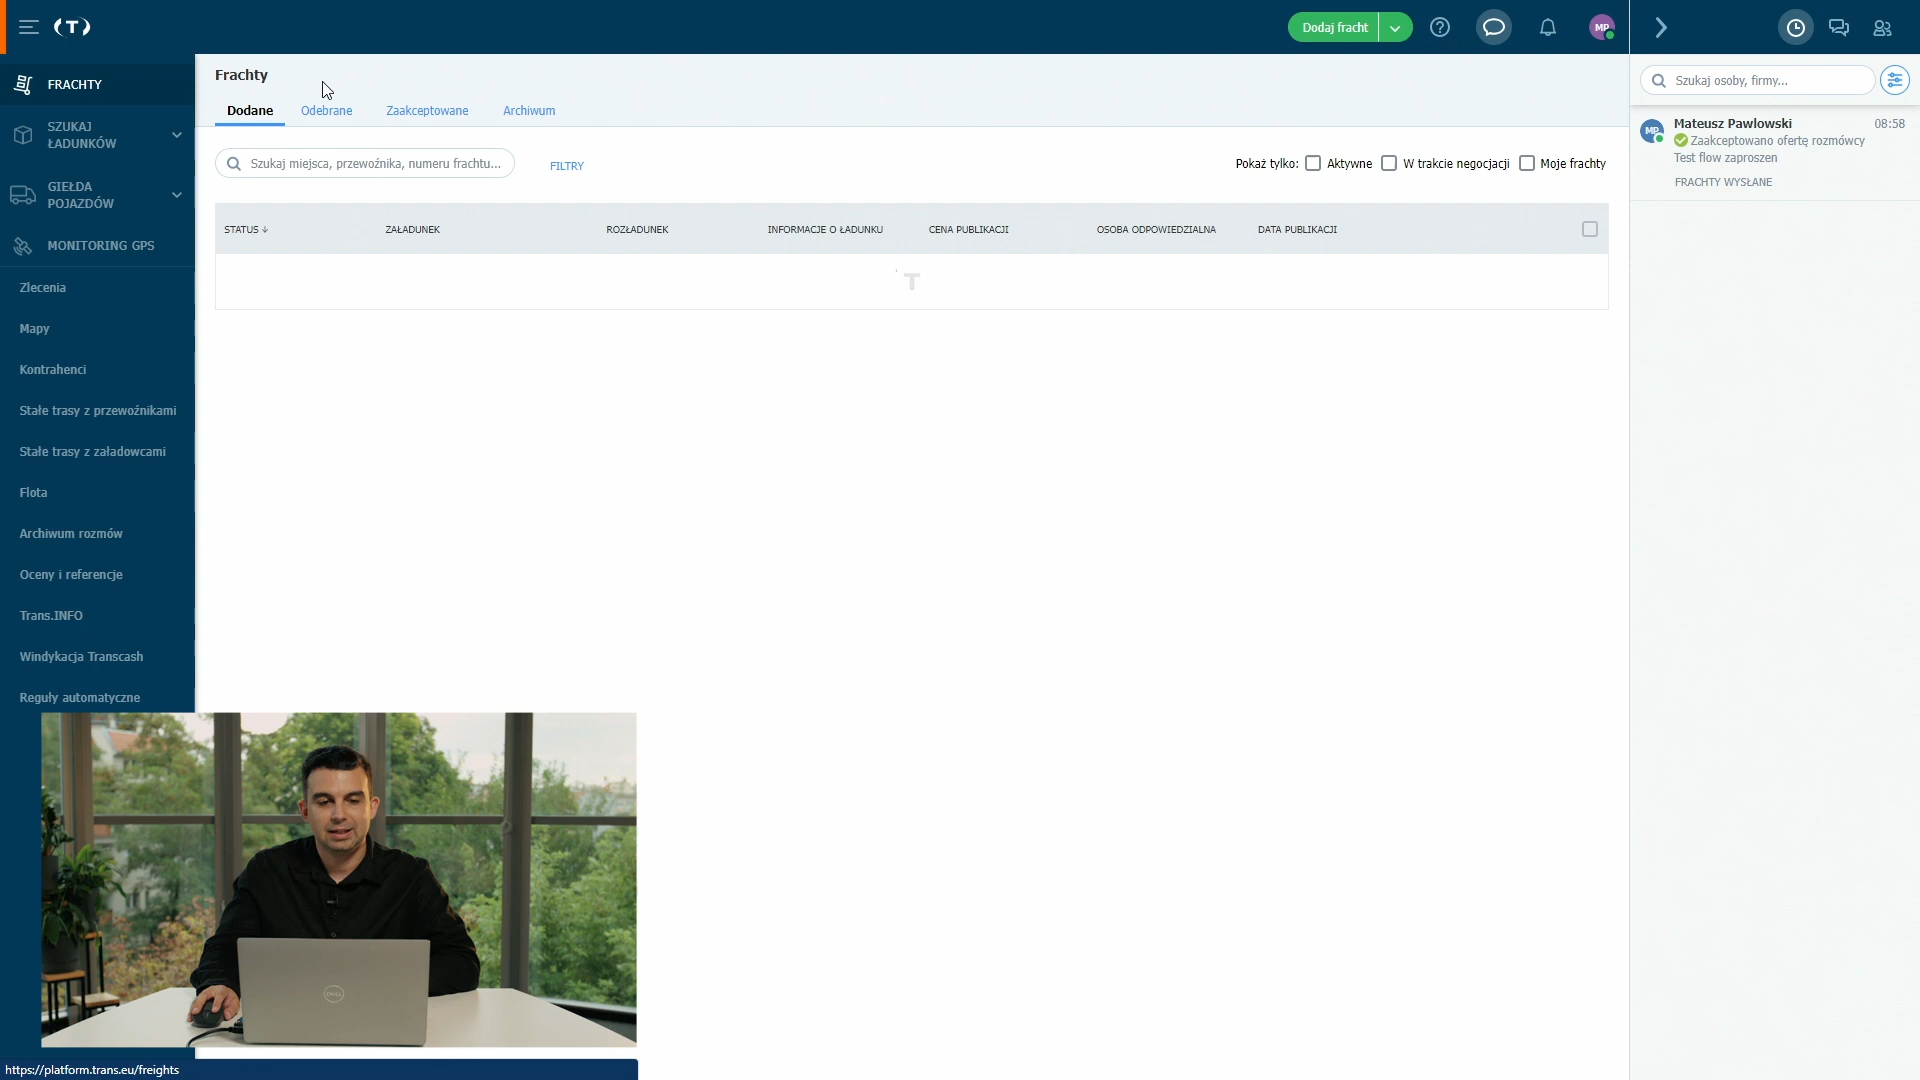 T
Dodaj fracht
MP
FRACHTY
SZUKAJ
ŁADUNKÓW
GIEŁDA
POJAZDÓW
MONITORING GPS
Zlecenia
Mapy
Kontrahenci
Stałe trasy z przewoźnikami
Stałe trasy z załadowcami
Flota
Archiwum rozmów
Oceny i referencje
Trans.INFO
Windykacja Transcash
Reguły automatyczne
Frachty
Dodane
Odebrane
Zaakceptowane
Archiwum
Szukaj miejsca, przewoźnika, numeru frachtu...
FILTRY
Pokaż tylko:
Aktywne
W trakcie negocjacji
Moje frachty
STATUS
ZAŁADUNEK
ROZŁADUNEK
INFORMACJE O ŁADUNKU
CENA PUBLIKACJI
OSOBA ODPOWIEDZIALNA
DATA PUBLIKACJI
T
Szukaj osoby, firmy...
MP
Mateusz Pawlowski
08:58
Zaakceptowano ofertę rozmówcy
Test flow zaproszen
FRACHTY WYSŁANE
DELL
https://platform.trans.eu/freights